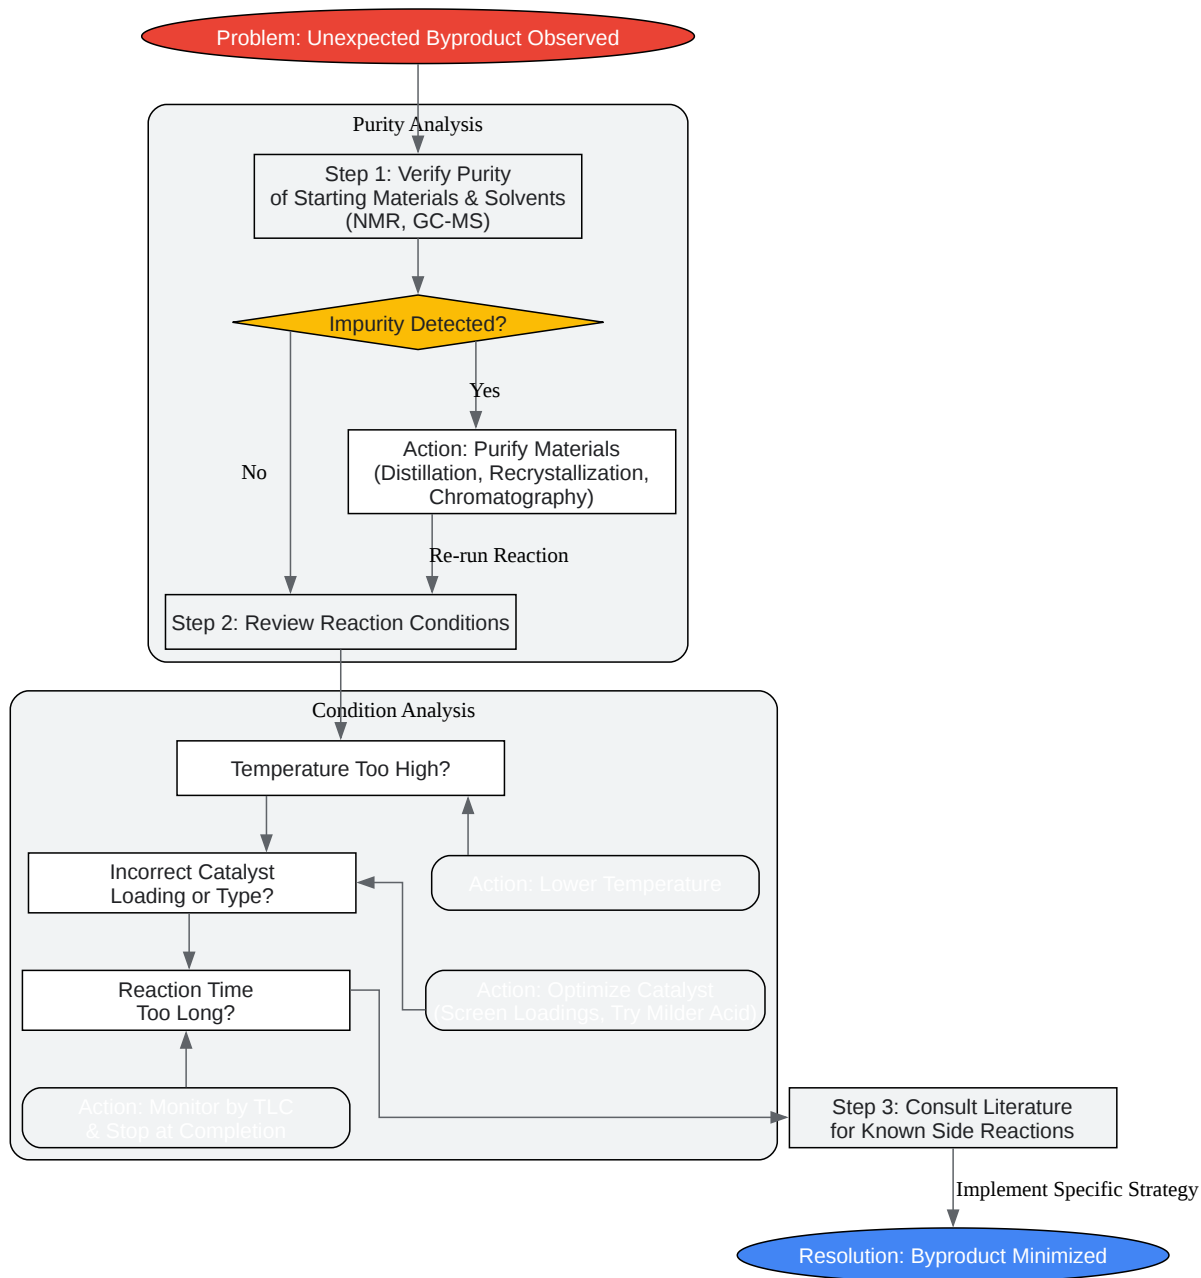 Problem: Unexpected Byproduct Observed
Purity Analysis
Step 1: Verify Purity
of Starting Materials & Solvents
(NMR, GC-MS)
Impurity Detected?
Yes
Action: Purify Materials
(Distillation, Recrystallization,
Chromatography)
No
Re-run Reaction
Step 2: Review Reaction Conditions
Condition Analysis
Temperature Too High?
Incorrect Catalyst
Loading or Type?
Action: Lower Temperature
Reaction Time
Too Long?
Action: Optimize Catalyst
(Screen Loadings, Try Milder Acid)
Action: Monitor by TLC
& Stop at Completion
Step 3: Consult Literature
for Known Side Reactions
Implement Specific Strategy
Resolution: Byproduct Minimized